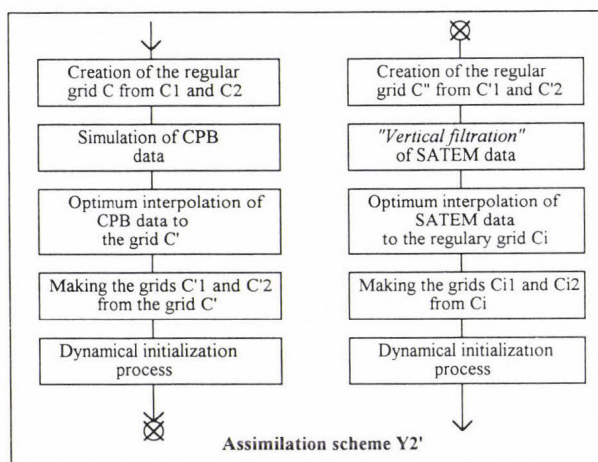 Creation of the regular
grid C from C1 and C2
Simulation of CPB
data
Optimum interpolation of
CPB data to
the grid C'
Making the grids C'1 and C'2
from the grid C'
Dynamical initialization
process
Creation of the regular
grid C" from C'1 and C'2
"Vertical filtration"
of SATEM data
Optimum interpolation of
SATEM data
to the regulary grid Ci
Making the grids Ci1 and Ci2
from Ci
Dynamical initialization
process
Assimilation scheme Y2'